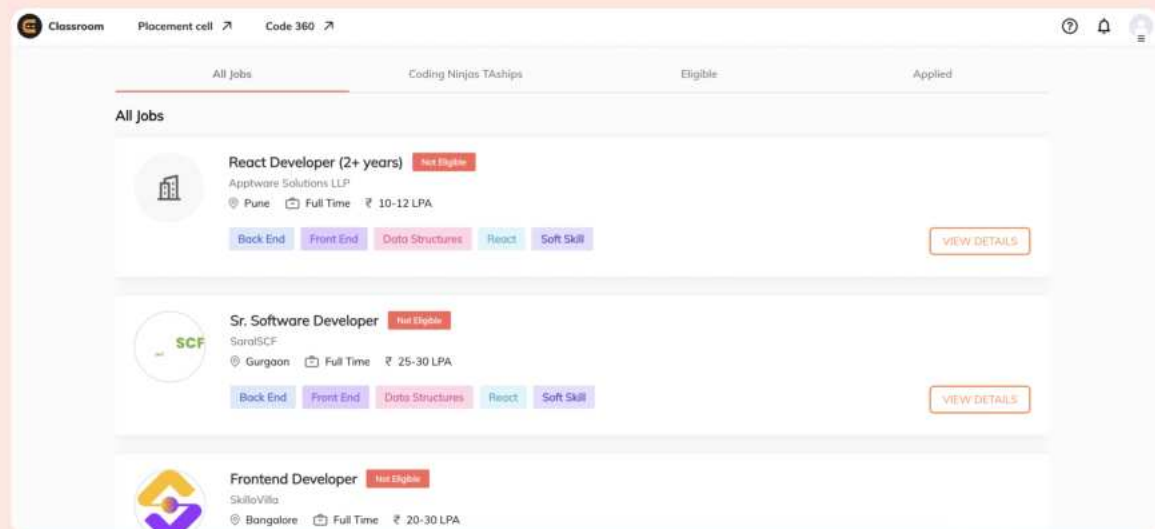 Classroom Placement cell Code 360
All Jobs Coding Ninjas TAships Eligible Applied
All Jobs
React Developer (2+ years) Not Eligible
Apptware Solutions LLP
Pune Full Time ₹ 10-12 LPA
Back End Front End Data Structures React Soft Skill
VIEW DETAILS
Sr. Software Developer Not Eligible
SCF
SaralSCF
Gurgaon Full Time ₹ 25-30 LPA
Back End Front End Data Structures React Soft Skill
VIEW DETAILS
Frontend Developer Not Eligible
SkilloVilla
Bangalore Full Time ₹ 20-30 LPA